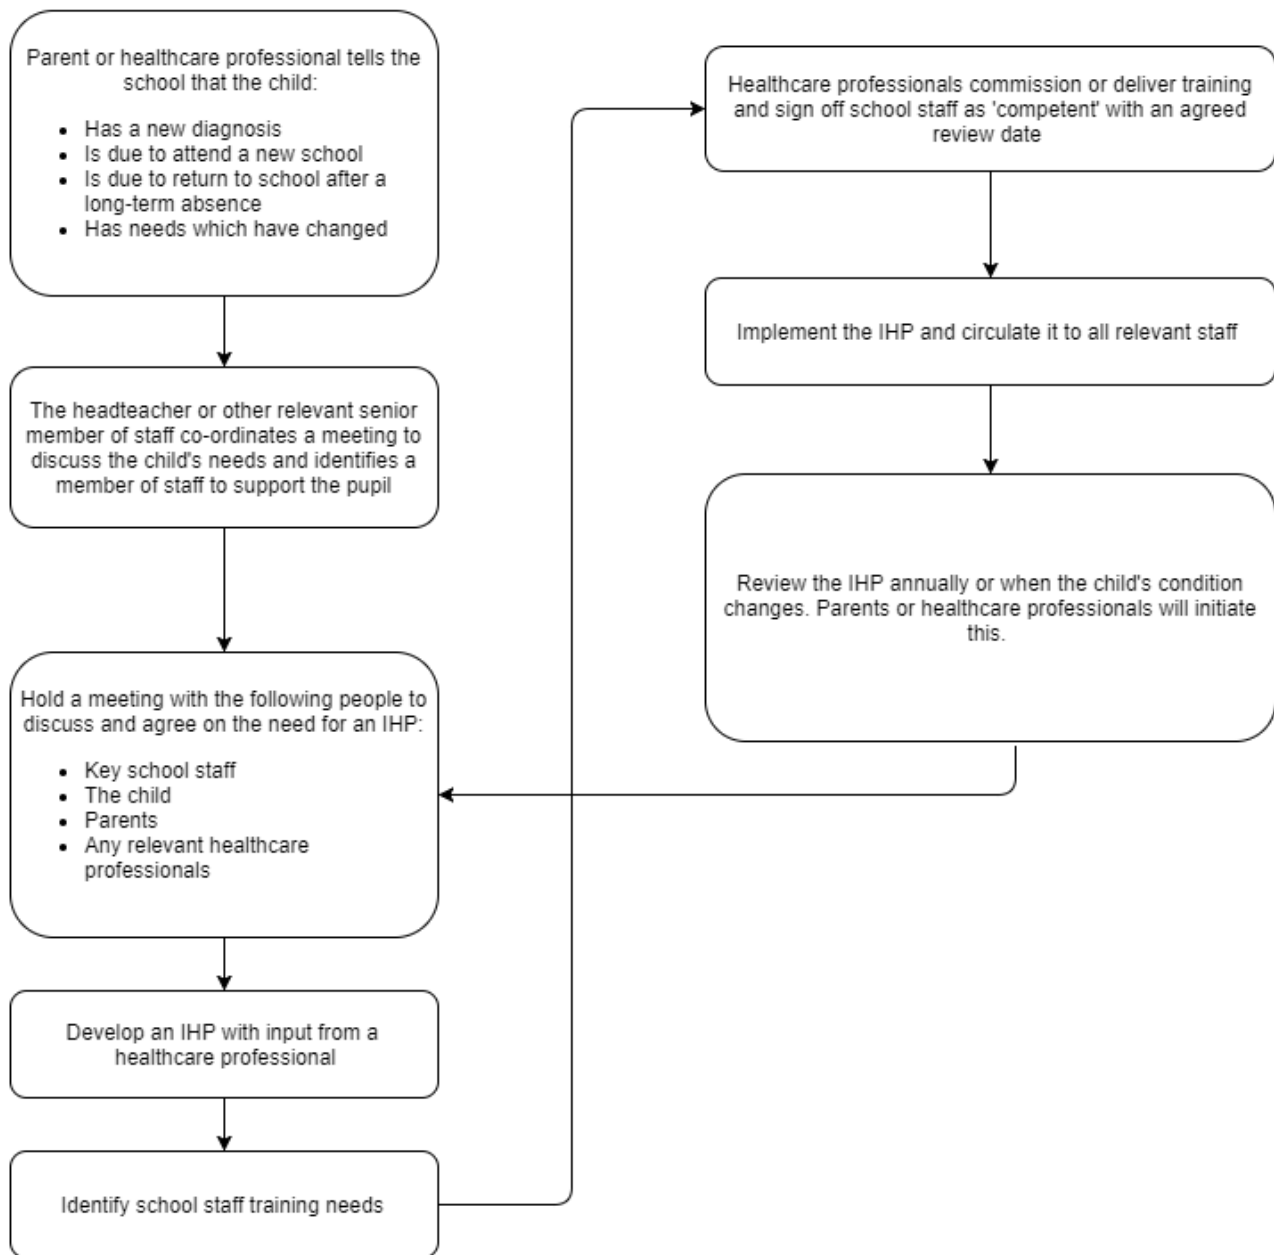 Parent or healthcare professional tells the
school that the child:
• Has a new diagnosis
• Is due to attend a new school
• Is due to return to school after a
long-term absence
• Has needs which have changed
The headteacher or other relevant senior
member of staff co-ordinates a meeting to
discuss the child's needs and identifies a
member of staff to support the pupil
Hold a meeting with the following people to
discuss and agree on the need for an IHP:
• Key school staff
• The child
• Parents
• Any relevant healthcare
professionals
Develop an IHP with input from a
healthcare professional
Identify school staff training needs
Healthcare professionals commission or deliver training
and sign off school staff as 'competent' with an agreed
review date
Implement the IHP and circulate it to all relevant staff
Review the IHP annually or when the child's condition
changes. Parents or healthcare professionals will initiate
this.